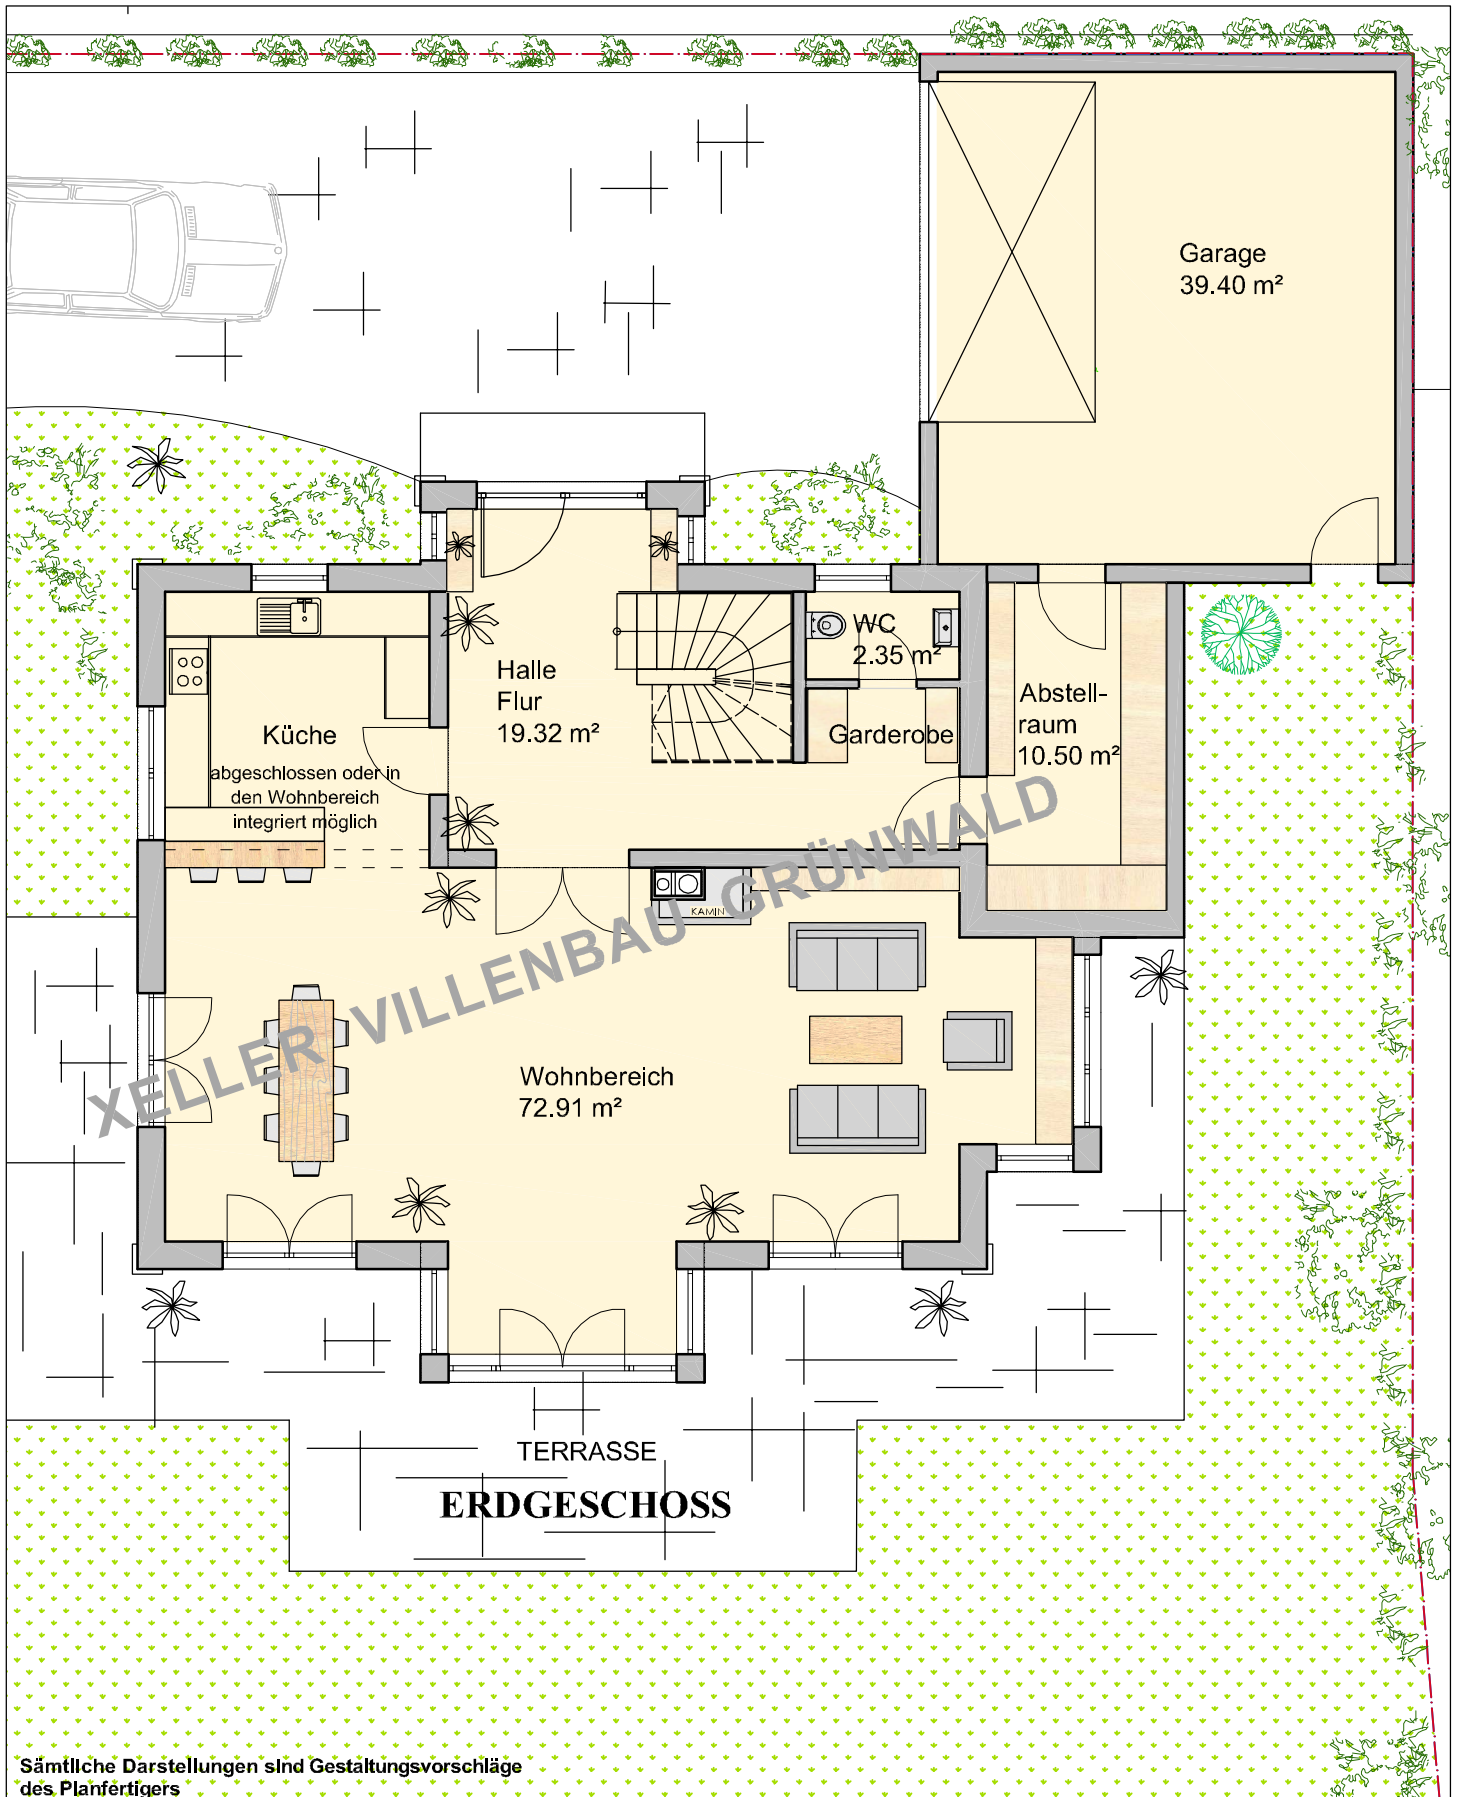 Garage
39.40 m²
Halle
Flur
19.32 m²
WC
2.35 m²
Garderobe
Abstell-
raum
10.50 m²
Küche
abgeschlossen oder in
den Wohnbereich
integriert möglich
KAMIN
XELLER VILLENBAU GRÜNWALD
Wohnbereich
72.91 m²
TERRASSE
ERDGESCHOSS
Sämtliche Darstellungen sind Gestaltungsvorschläge
des Planfertigers